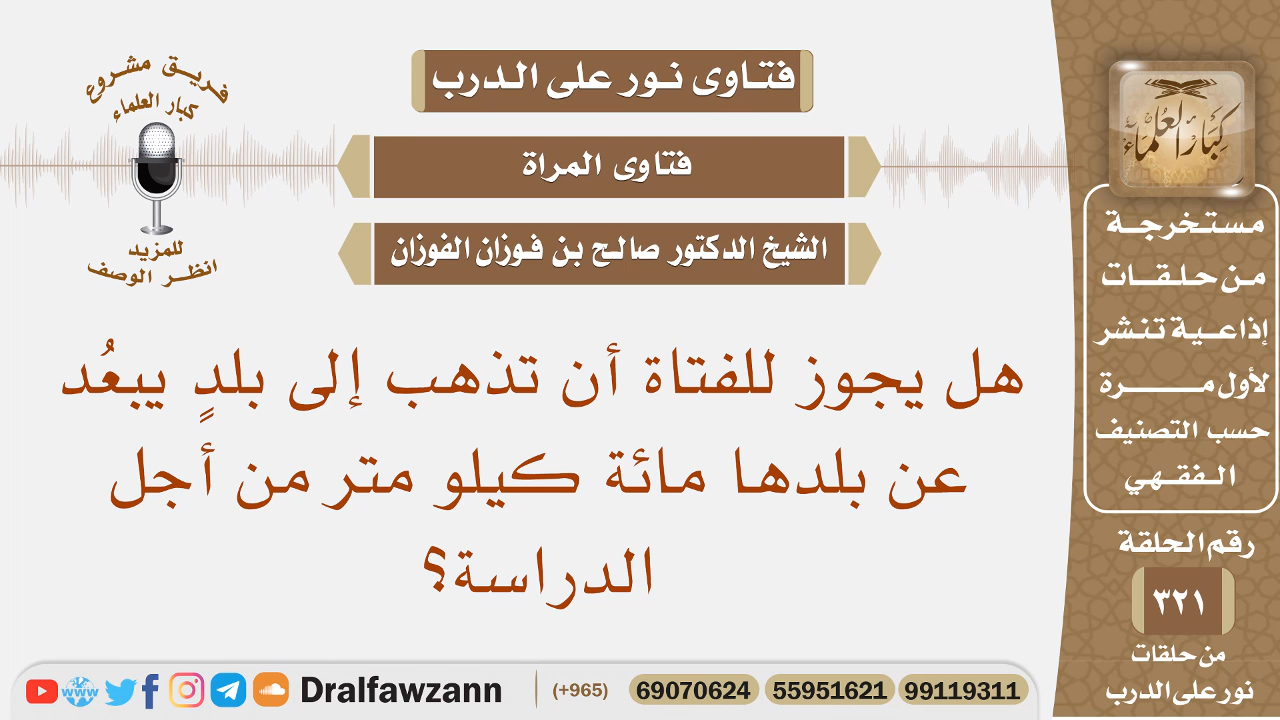 فريق مشروع
كبار العلماء
للمزيد
انظر الوصف
فتاوى نور على الدرب
فتاوى المراة
الشيخ الدكتور صالح بن فوزان الفوزان
هل يجوز للفتاة أن تذهب إلى بلدٍ يبعُد
عن بلدها مائة كيلو متر من أجل
الدراسة؟
كبار العلماء
مستخرجة
من حلقات
إذاعية تنشر
لأول مرة
حسب التصنيف
الفقهي
رقم الحلقة
٣٢١
من حلقات
نور على الدرب
www
Dralfawzann
(+965)
69070624
55951621
99119311